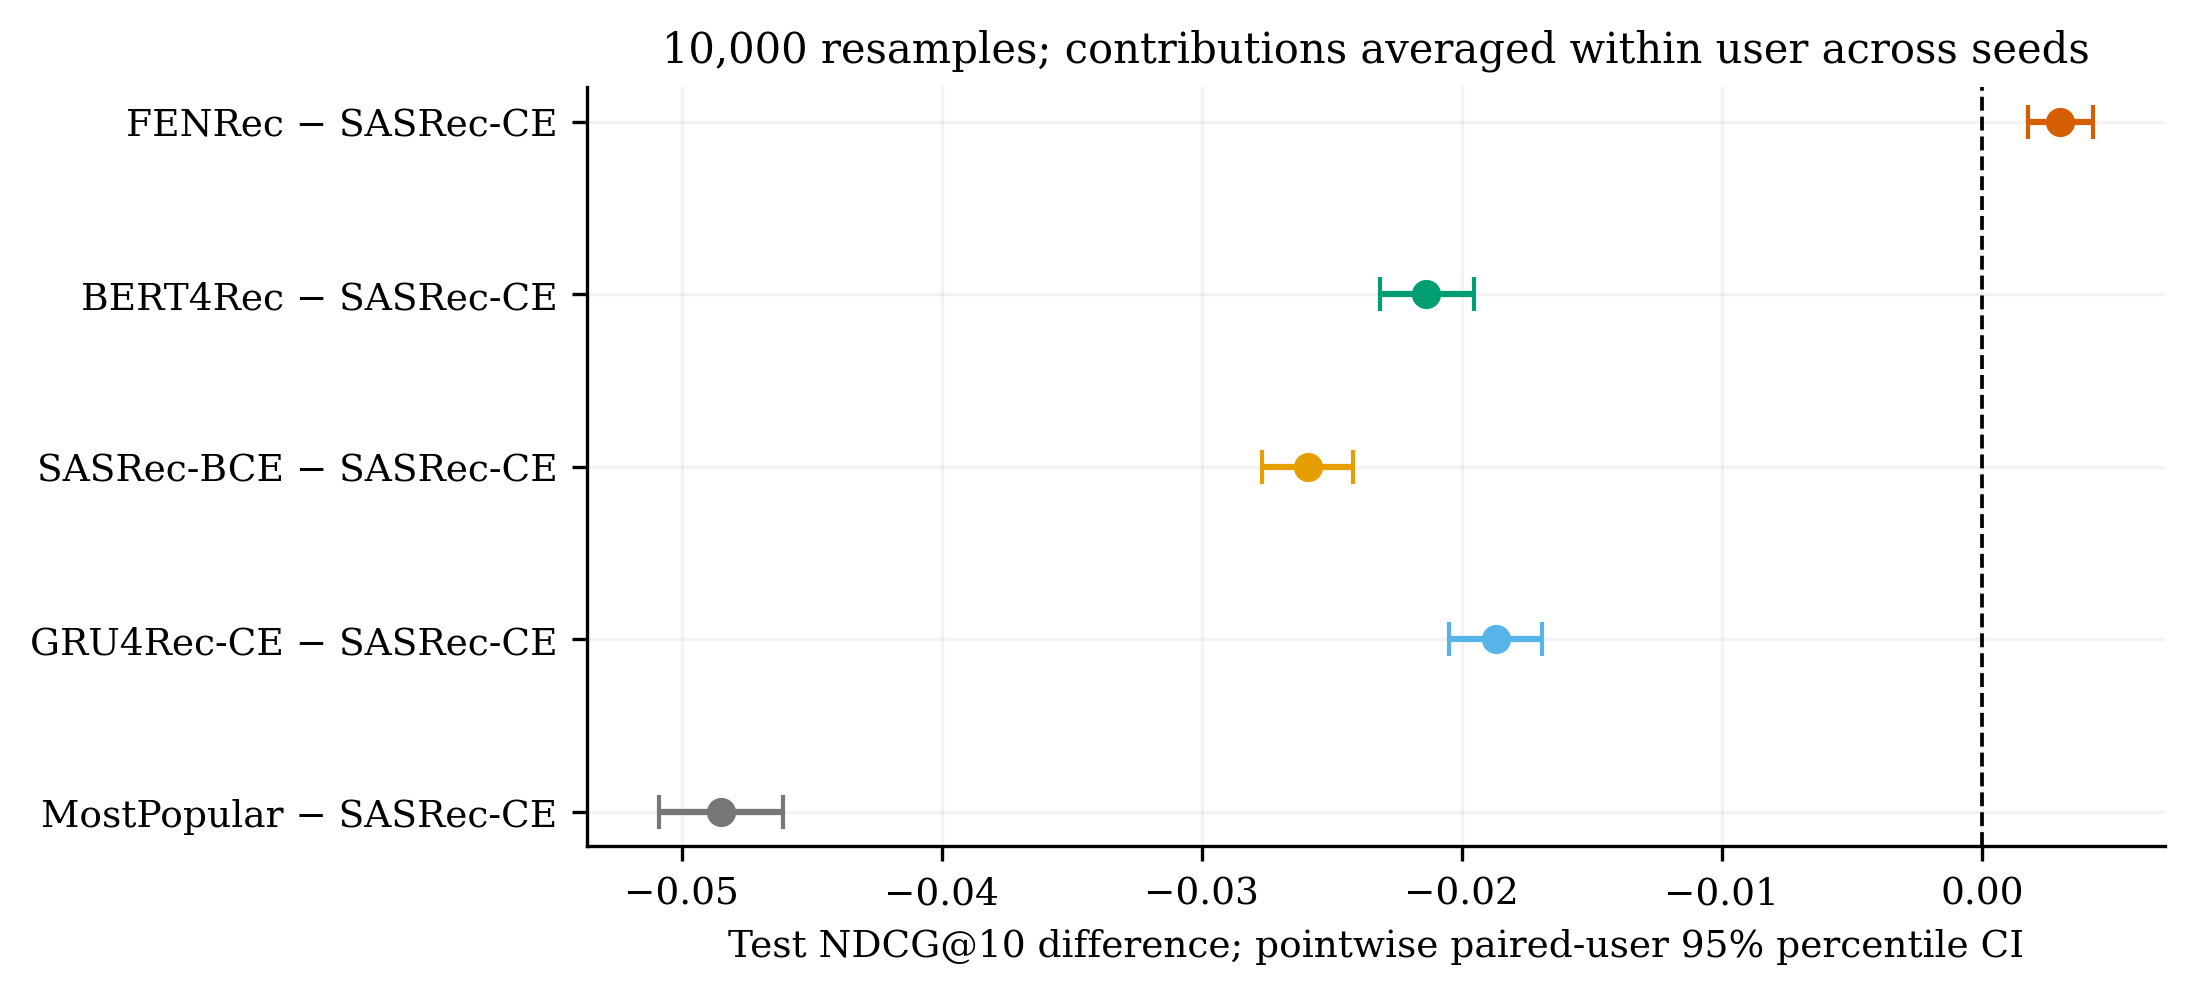 10,000 resamples; contributions averaged within user across seeds
FENRec − SASRec-CE
BERT4Rec − SASRec-CE
SASRec-BCE − SASRec-CE
GRU4Rec-CE − SASRec-CE
MostPopular − SASRec-CE
−0.05 −0.04 −0.03 −0.02 −0.01 0.00
Test NDCG@10 difference; pointwise paired-user 95% percentile CI